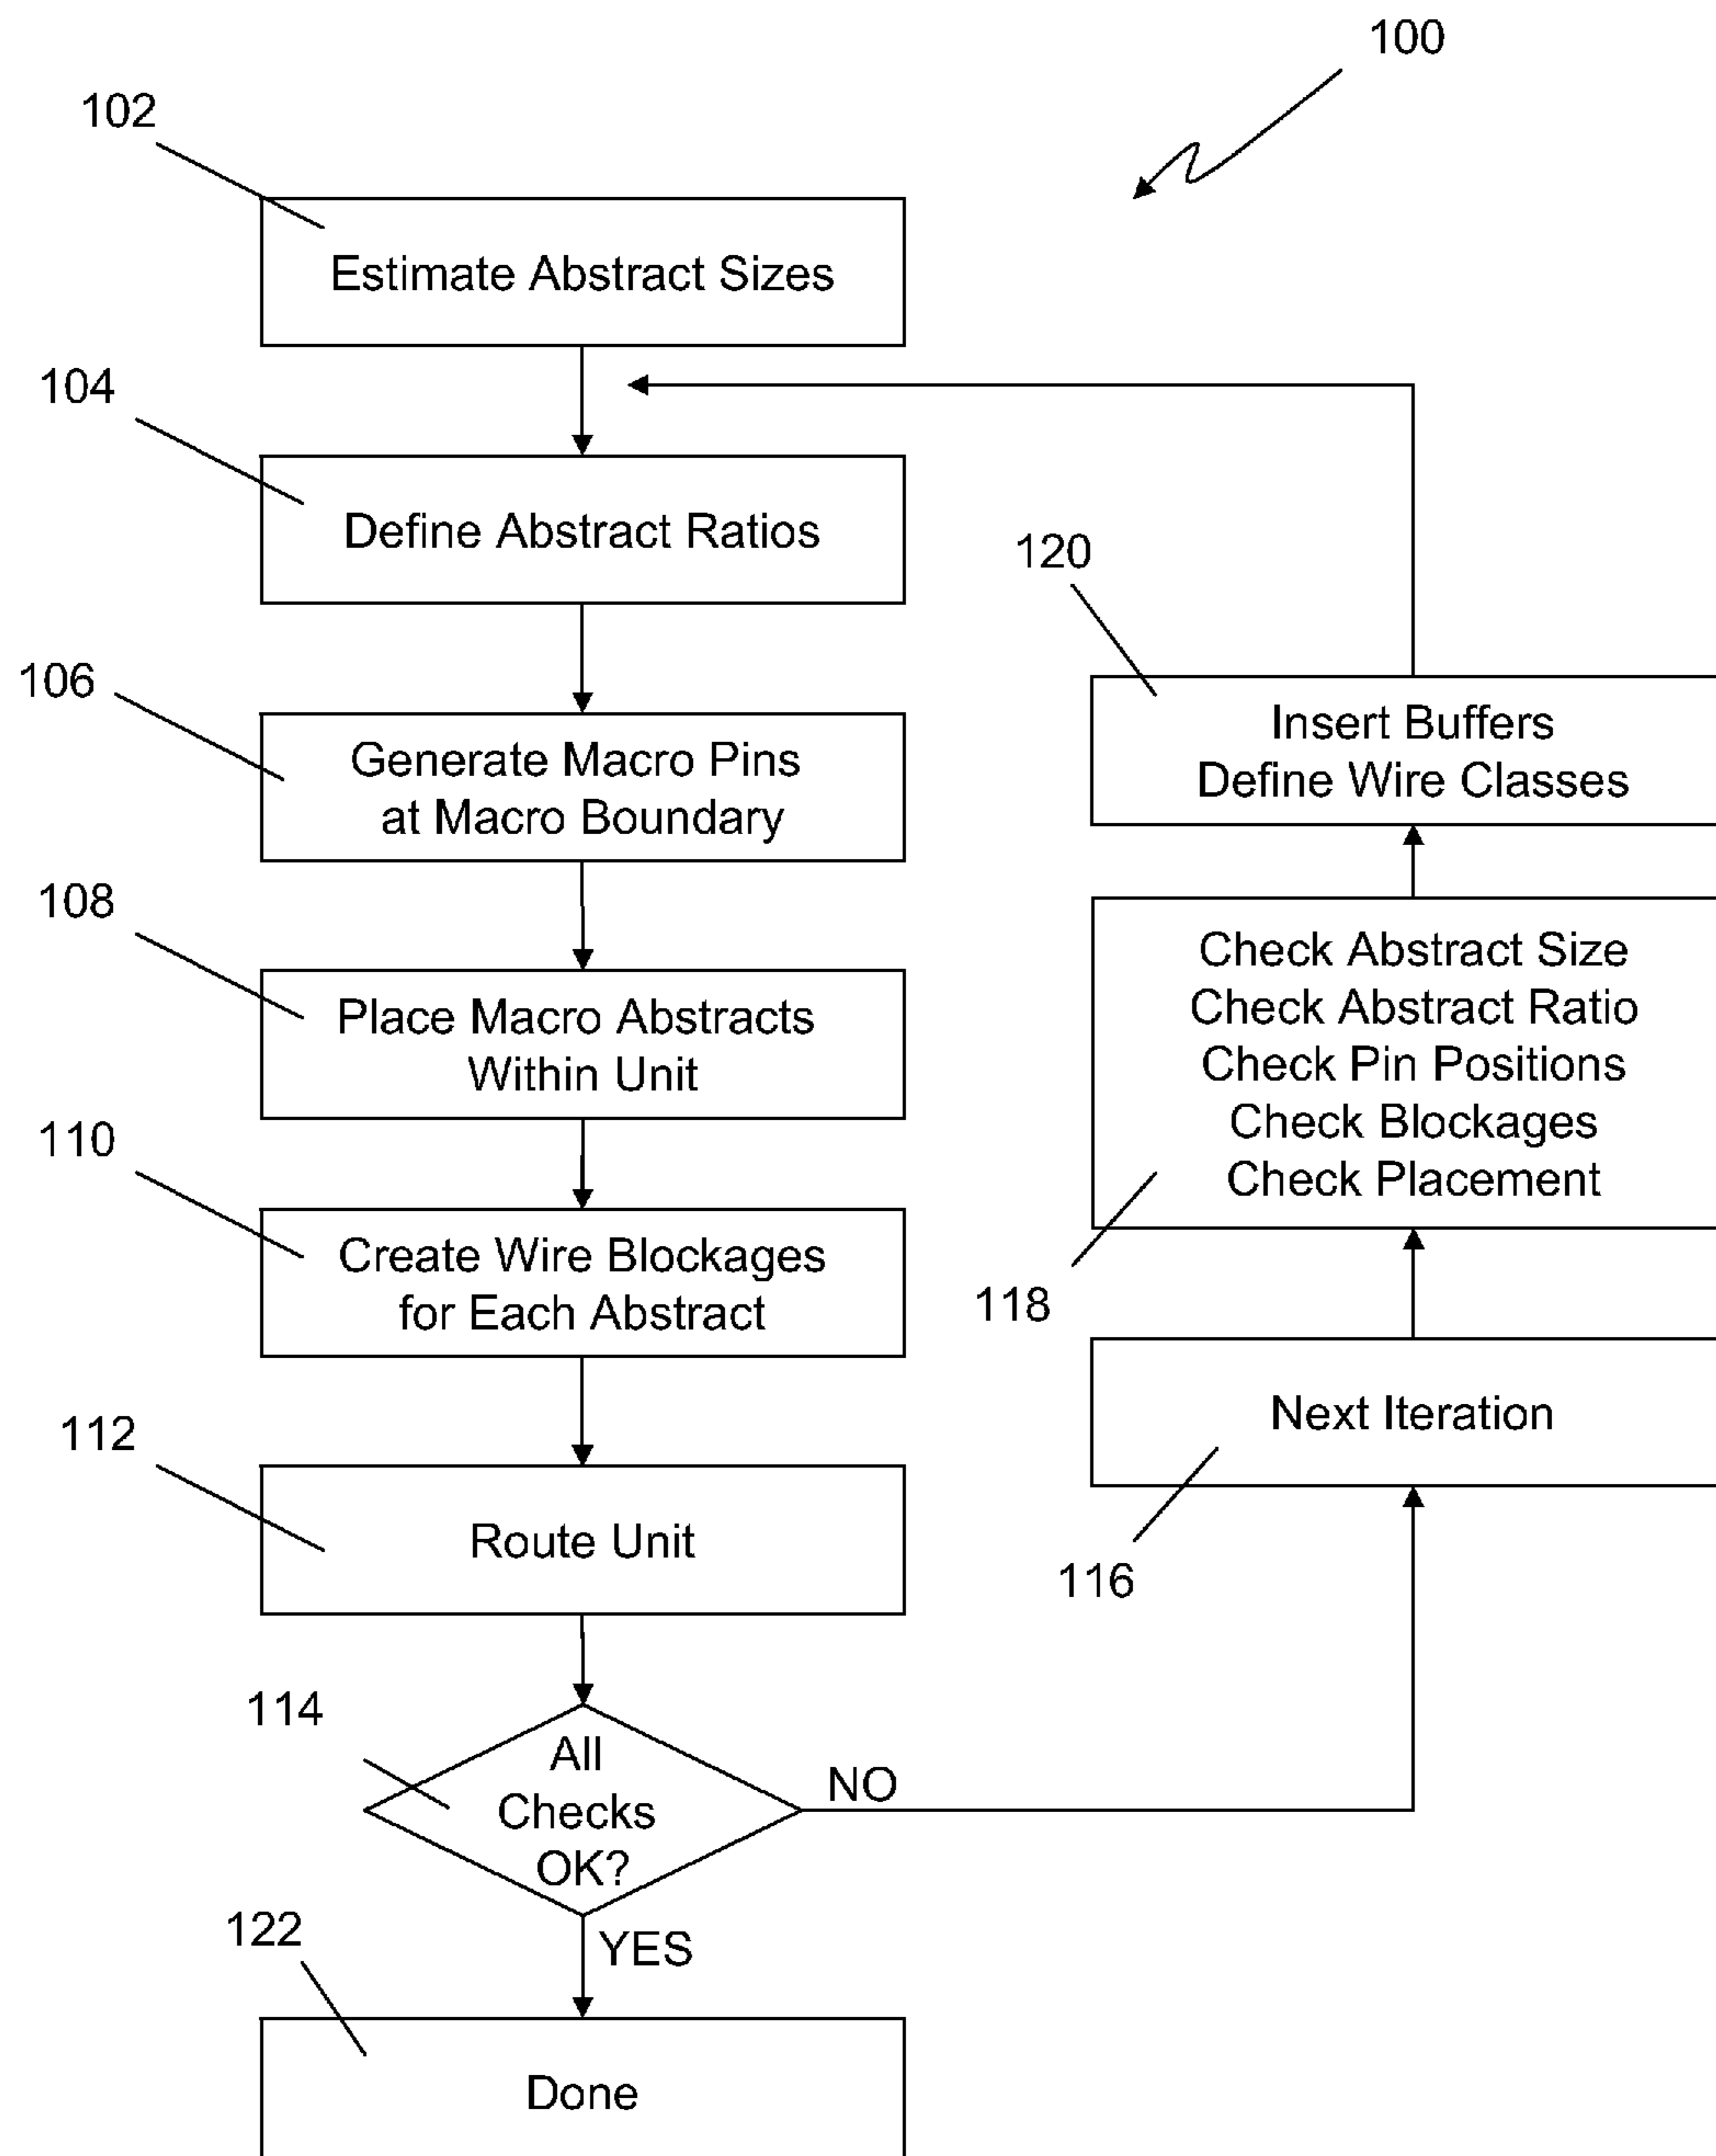 100
102
Estimate Abstract Sizes
104
Define Abstract Ratios
106
Generate Macro Pins
at Macro Boundary
108
Place Macro Abstracts
Within Unit
110
Create Wire Blockages
for Each Abstract
112
Route Unit
114
All
Checks
OK?
NO
YES
122
Done
120
Insert Buffers
Define Wire Classes
Check Abstract Size
Check Abstract Ratio
Check Pin Positions
Check Blockages
Check Placement
118
Next Iteration
116